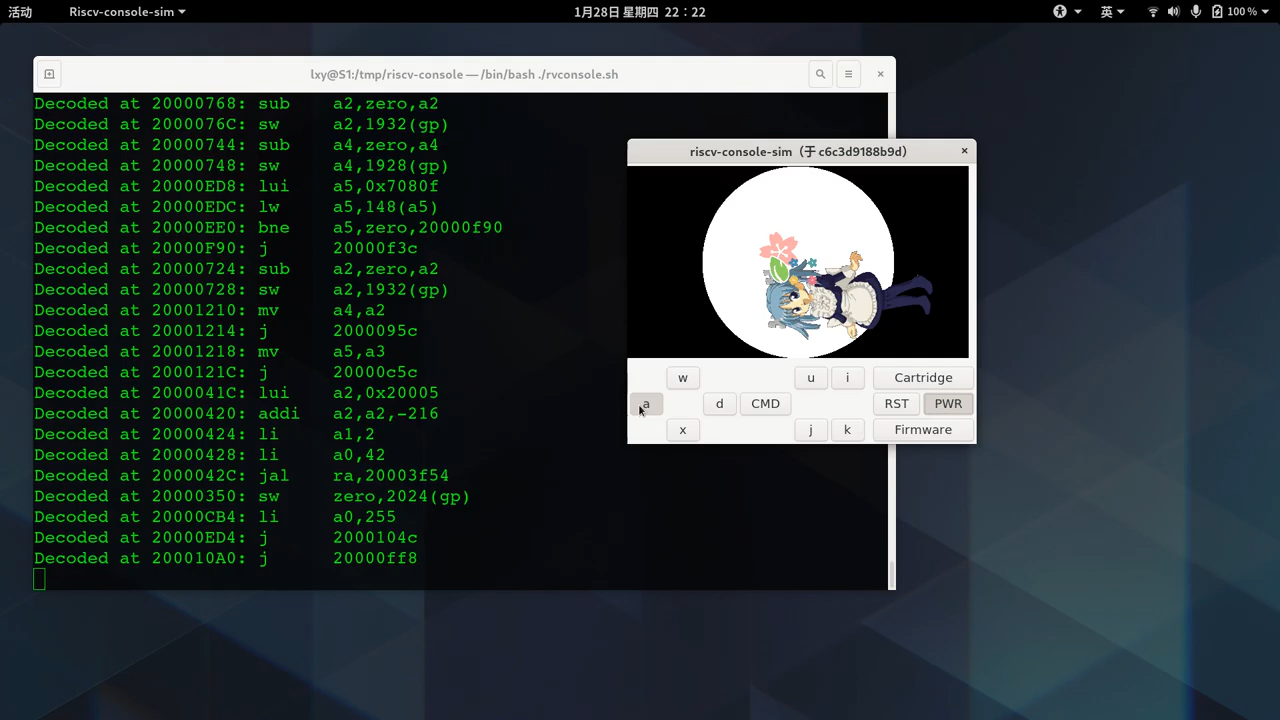 活动 Riscv-console-sim 1月28日 星期四 22：22 英 100 %
lxy@S1:/tmp/riscv-console — /bin/bash ./rvconsole.sh
Decoded at 20000768: sub a2,zero,a2
Decoded at 2000076C: sw a2,1932(gp)
Decoded at 20000744: sub a4,zero,a4
Decoded at 20000748: sw a4,1928(gp)
Decoded at 20000ED8: lui a5,0x7080f
Decoded at 20000EDC: lw a5,148(a5)
Decoded at 20000EE0: bne a5,zero,20000f90
Decoded at 20000F90: j 20000f3c
Decoded at 20000724: sub a2,zero,a2
Decoded at 20000728: sw a2,1932(gp)
Decoded at 20001210: mv a4,a2
Decoded at 20001214: j 2000095c
Decoded at 20001218: mv a5,a3
Decoded at 2000121C: j 20000c5c
Decoded at 2000041C: lui a2,0x20005
Decoded at 20000420: addi a2,a2,-216
Decoded at 20000424: li a1,2
Decoded at 20000428: li a0,42
Decoded at 2000042C: jal ra,20003f54
Decoded at 20000350: sw zero,2024(gp)
Decoded at 20000CB4: li a0,255
Decoded at 20000ED4: j 2000104c
Decoded at 200010A0: j 20000ff8
riscv-console-sim（于 c6c3d9188b9d）
w u i Cartridge
a d CMD RST PWR
x j k Firmware